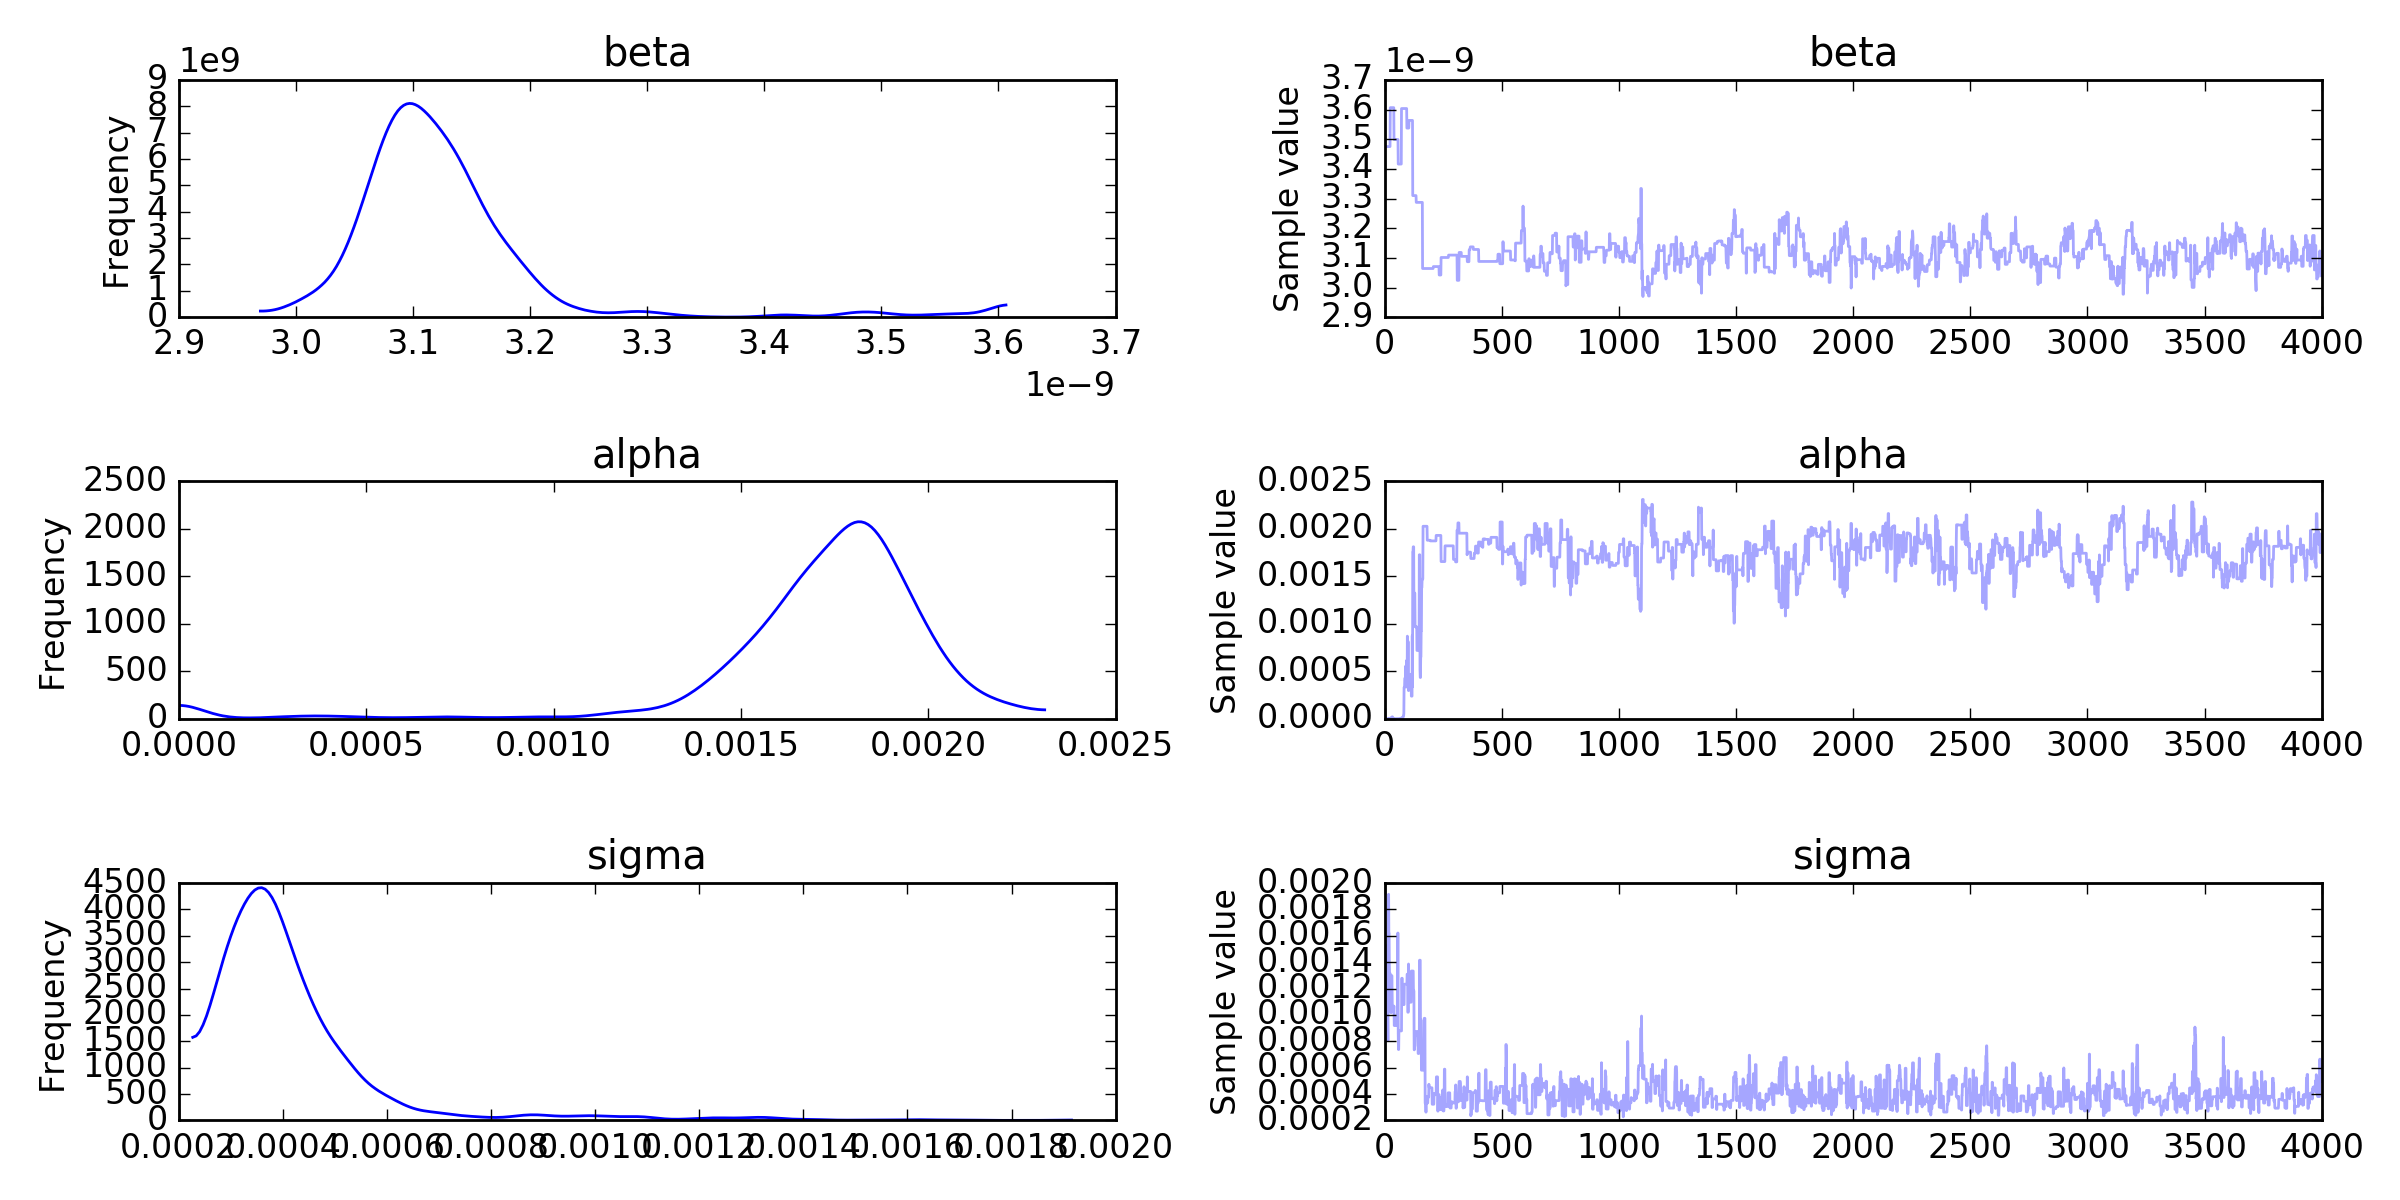 beta
1e9
9
8
7
6
5
4
3
2
1
0
Frequency
2.9 3.0 3.1 3.2 3.3 3.4 3.5 3.6 3.7
1e−9
beta
1e−9
3.7
3.6
3.5
3.4
3.3
3.2
3.1
3.0
2.9
Sample value
0 500 1000 1500 2000 2500 3000 3500 4000
alpha
2500
2000
1500
1000
500
0
Frequency
0.0000 0.0005 0.0010 0.0015 0.0020 0.0025
alpha
0.0025
0.0020
0.0015
0.0010
0.0005
0.0000
Sample value
0 500 1000 1500 2000 2500 3000 3500 4000
sigma
4500
4000
3500
3000
2500
2000
1500
1000
500
0
Frequency
0.0002 0.0004 0.0006 0.0008 0.0010 0.0012 0.0014 0.0016 0.0018 0.0020
sigma
0.0020
0.0018
0.0016
0.0014
0.0012
0.0010
0.0008
0.0006
0.0004
0.0002
Sample value
0 500 1000 1500 2000 2500 3000 3500 4000